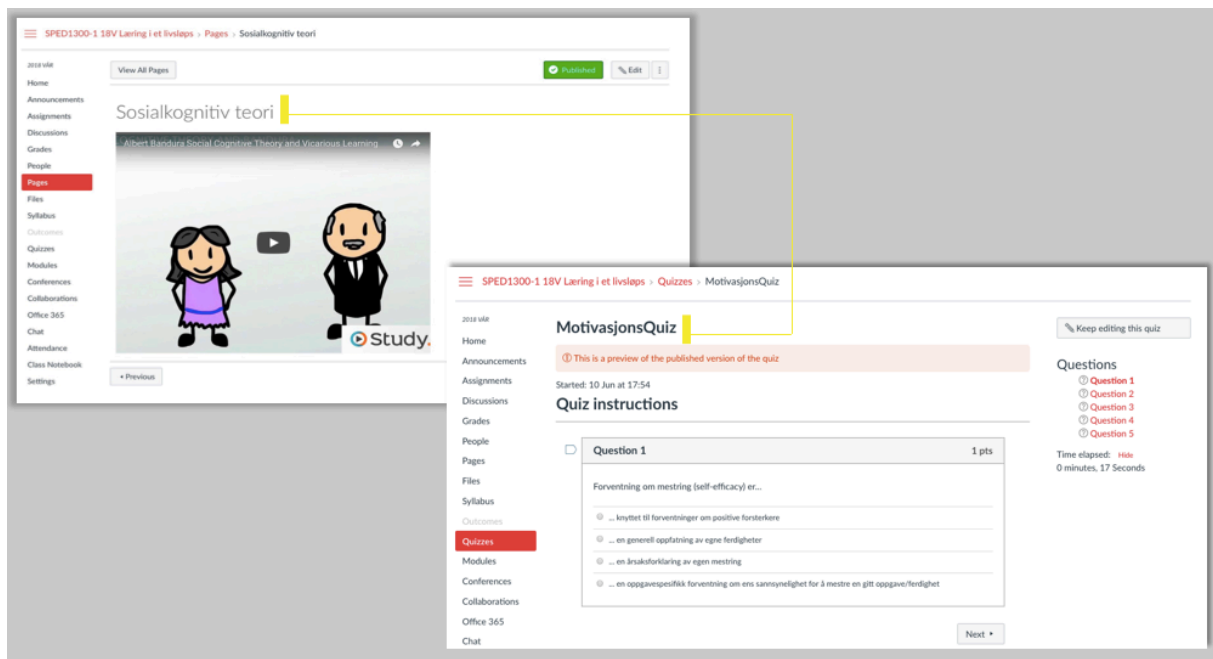 SPED1300-1 18V Læring i et livsløps › Pages › Sosialkognitiv teori
2018 VÅR
Home
Announcements
Assignments
Discussions
Grades
People
Pages
Files
Syllabus
Outcomes
Quizzes
Modules
Conferences
Collaborations
Office 365
Chat
Attendance
Class Notebook
Settings
View All Pages
Published
Edit
Sosialkognitiv teori
Albert Bandura Social Cognitive Theory and Vicarious Learning
Study.
Previous
SPED1300-1 18V Læring i et livsløps › Quizzes › MotivasjonsQuiz
2018 VÅR
Home
Announcements
Assignments
Discussions
Grades
People
Pages
Files
Syllabus
Outcomes
Quizzes
Modules
Conferences
Collaborations
Office 365
Chat
MotivasjonsQuiz
This is a preview of the published version of the quiz
Started: 10 Jun at 17:54
Quiz instructions
Question 1 1 pts
Forventning om mestring (self-efficacy) er...
... knyttet til forventninger om positive forsterkere
... en generell oppfatning av egne ferdigheter
... en årsaksforklaring av egen mestring
... en oppgavespesifikk forventning om ens sannsynelighet for å mestre en gitt oppgave/ferdighet
Next
Keep editing this quiz
Questions
Question 1
Question 2
Question 3
Question 4
Question 5
Time elapsed: Hide
0 minutes, 17 Seconds